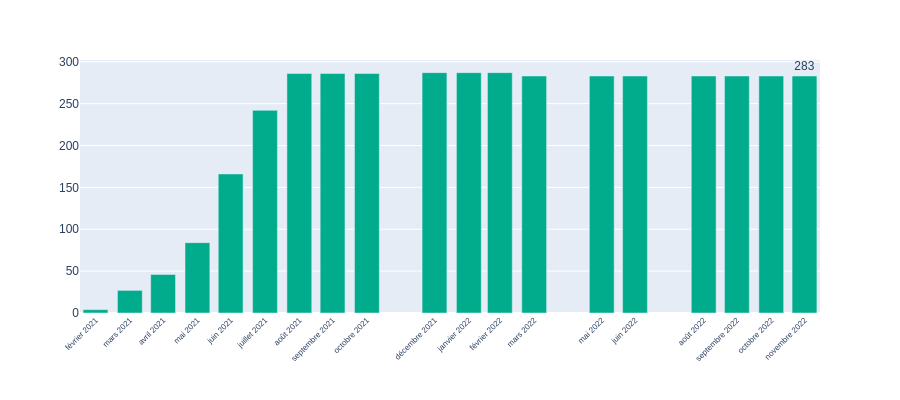 300
283
250
200
150
100
50
0
février 2021
mars 2021
avril 2021
mai 2021
juin 2021
juillet 2021
août 2021
septembre 2021
octobre 2021
décembre 2021
janvier 2022
février 2022
mars 2022
mai 2022
juin 2022
août 2022
septembre 2022
octobre 2022
novembre 2022